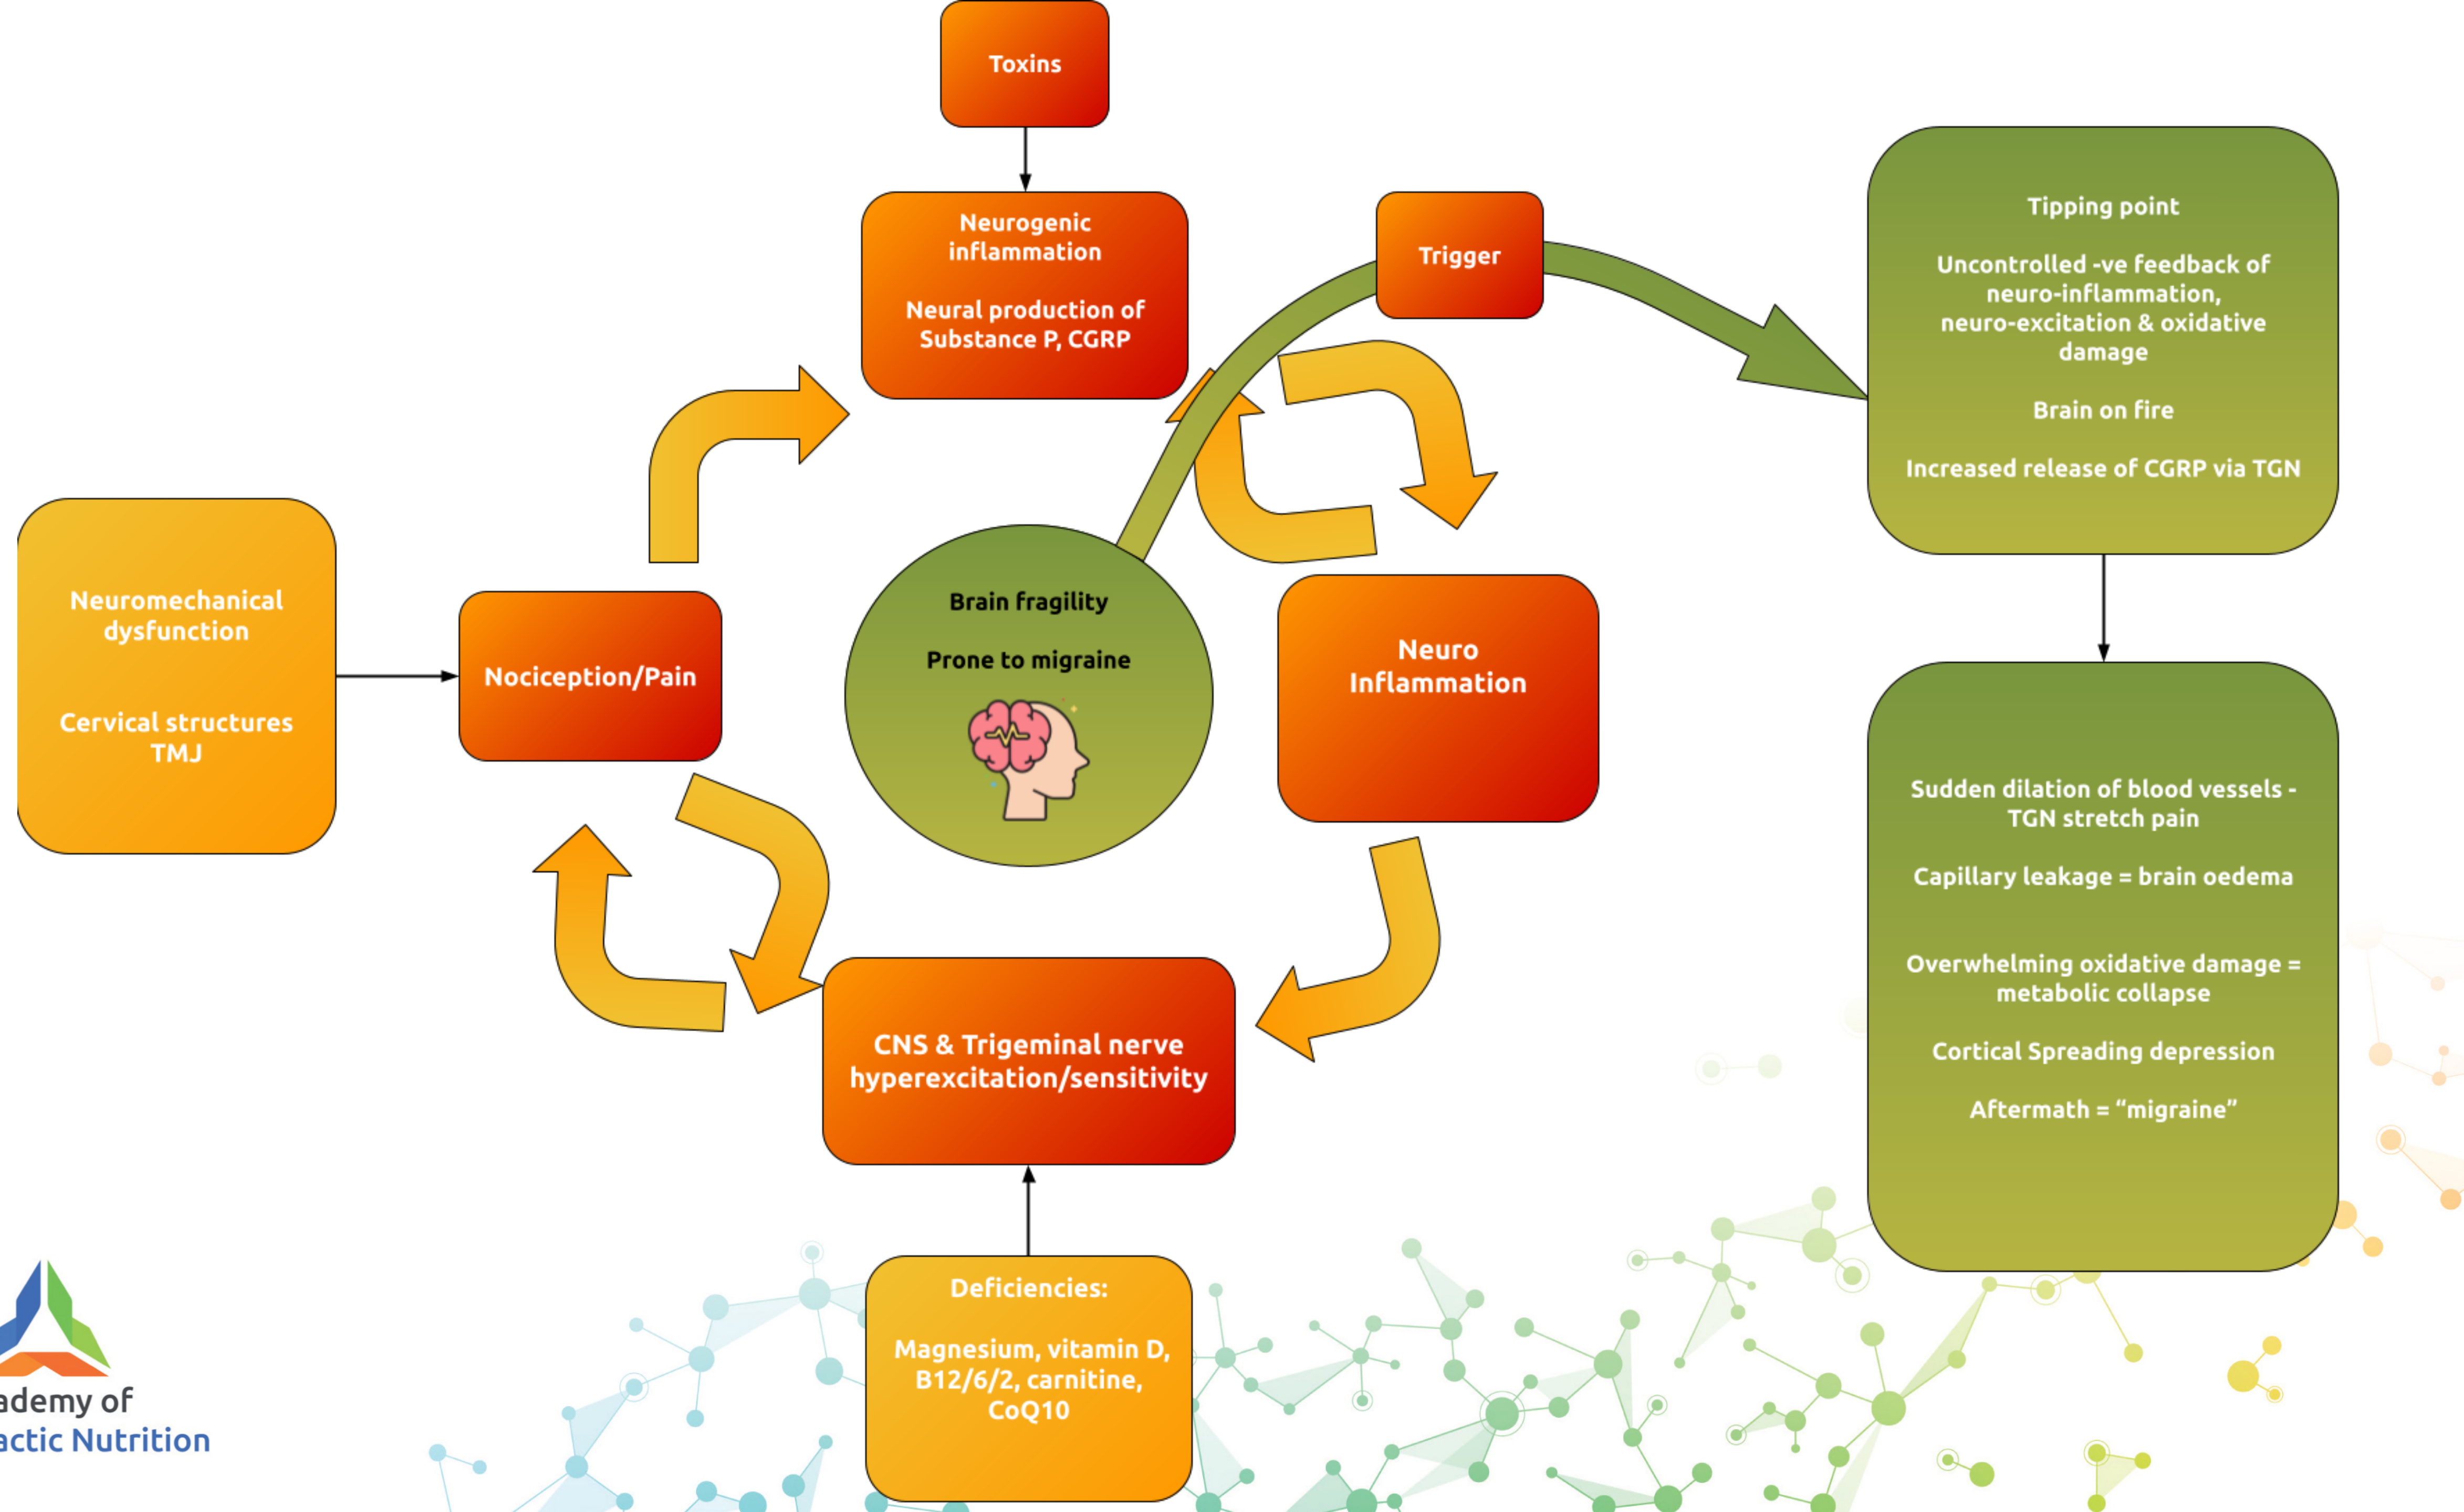 Toxins
Neurogenic
inflammation
Neural production of
Substance P, CGRP
Trigger
Tipping point
Uncontrolled -ve feedback of
neuro-inflammation,
neuro-excitation & oxidative
damage
Brain on fire
Increased release of CGRP via TGN
Neuromechanical
dysfunction
Cervical structures
TMJ
Nociception/Pain
Brain fragility
Prone to migraine
Neuro
Inflammation
Sudden dilation of blood vessels -
TGN stretch pain
Capillary leakage = brain oedema
Overwhelming oxidative damage =
metabolic collapse
Cortical Spreading depression
Aftermath = “migraine”
CNS & Trigeminal nerve
hyperexcitation/sensitivity
Deficiencies:
Magnesium, vitamin D,
B12/6/2, carnitine,
CoQ10
ademy of
actic Nutrition